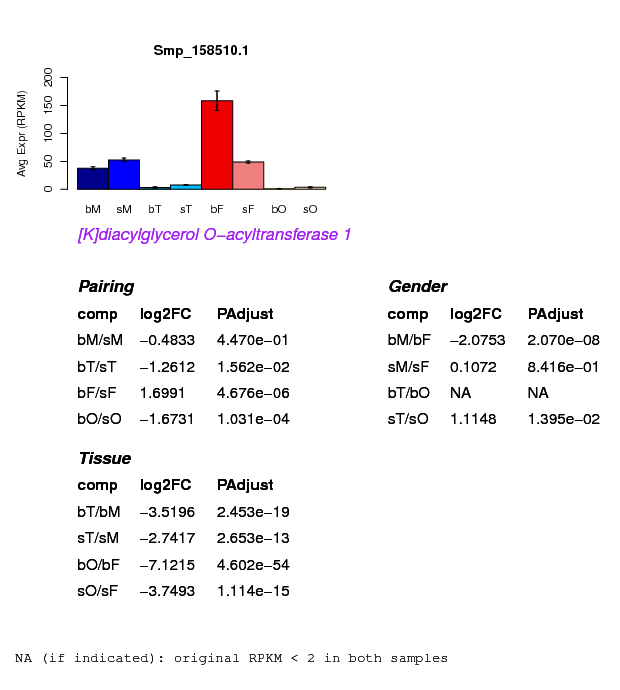 Smp_158510.1
Avg Expr (RPKM)
200
150
100
50
0
bM sM bT sT bF sF bO sO
[K]diacylglycerol O−acyltransferase 1
Pairing
comp log2FC PAdjust
bM/sM −0.4833 4.470e−01
bT/sT −1.2612 1.562e−02
bF/sF 1.6991 4.676e−06
bO/sO −1.6731 1.031e−04
Gender
comp log2FC PAdjust
bM/bF −2.0753 2.070e−08
sM/sF 0.1072 8.416e−01
bT/bO NA NA
sT/sO 1.1148 1.395e−02
Tissue
comp log2FC PAdjust
bT/bM −3.5196 2.453e−19
sT/sM −2.7417 2.653e−13
bO/bF −7.1215 4.602e−54
sO/sF −3.7493 1.114e−15
NA (if indicated): original RPKM < 2 in both samples